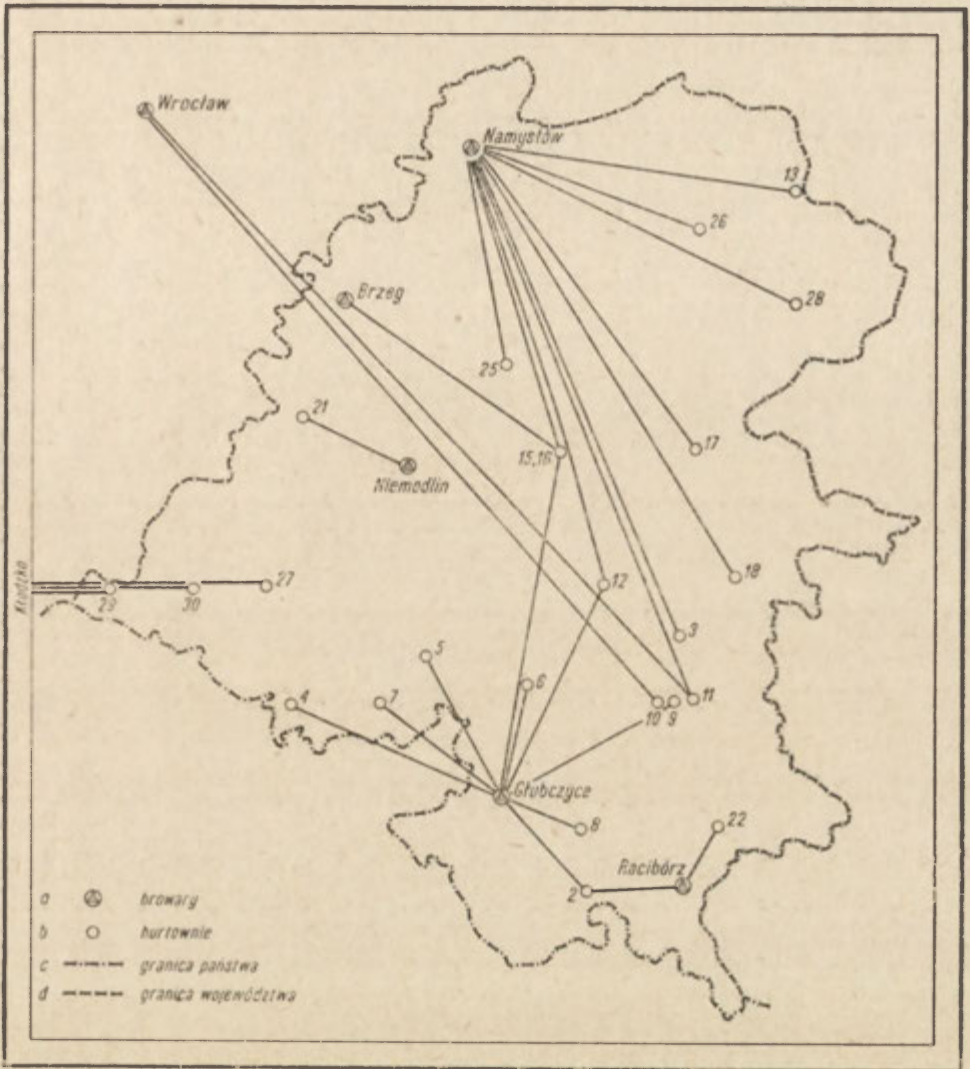 Wrocław
Namysłów
13
26
Brzeg
28
25
21
15,16
17
Niemodlin
Kłodzko
29
30
27
12
18
3
5
6
4
7
10 9
11
Głubczyce
8
22
Racibórz
2
a browary
b hurtownie
c granica państwa
d granica województwa